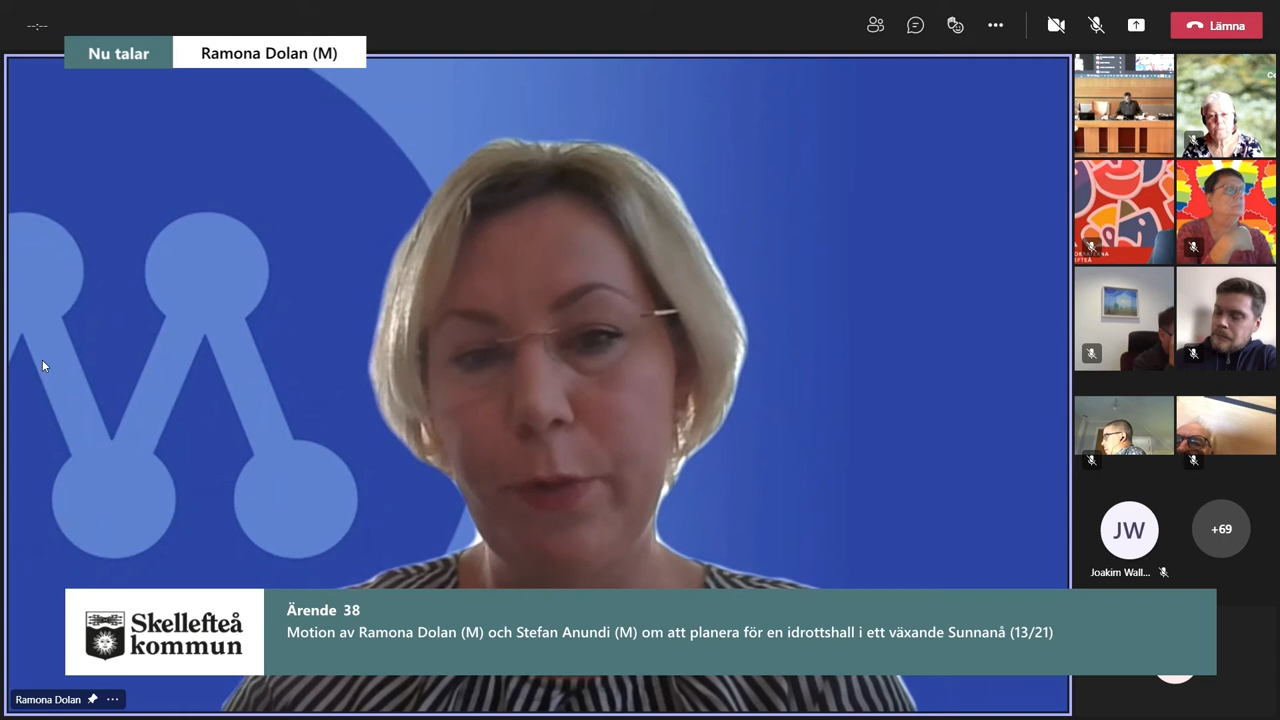 --:--
Lämna
Nu talar
Ramona Dolan (M)
JW
+69
Joakim Wall...
Ärende 38
Skellefteå
kommun
Motion av Ramona Dolan (M) och Stefan Anundi (M) om att planera för en idrottshall i ett växande Sunnanå (13/21)
Ramona Dolan